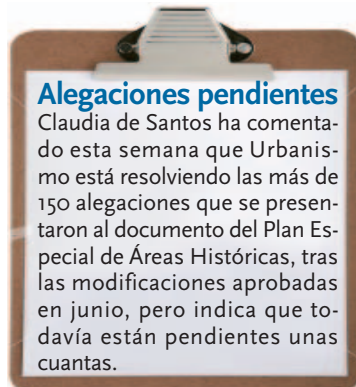 Alegaciones pendientes
Claudia de Santos ha comenta-
do esta semana que Urbanis-
mo está resolviendo las más de
150 alegaciones que se presen-
taron al documento del Plan Es-
pecial de Áreas Históricas, tras
las modificaciones aprobadas
en junio, pero indica que to-
davía están pendientes unas
cuantas.